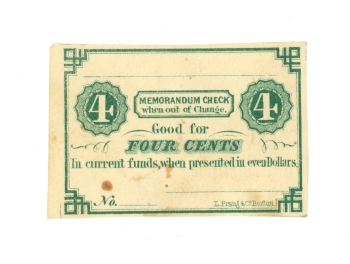 MEMORANDUM CHECK
when out of Change.
4
4
Good for
FOUR CENTS
In current funds, when presented in even Dollars.
No.
L. Prang & Co. Boston.